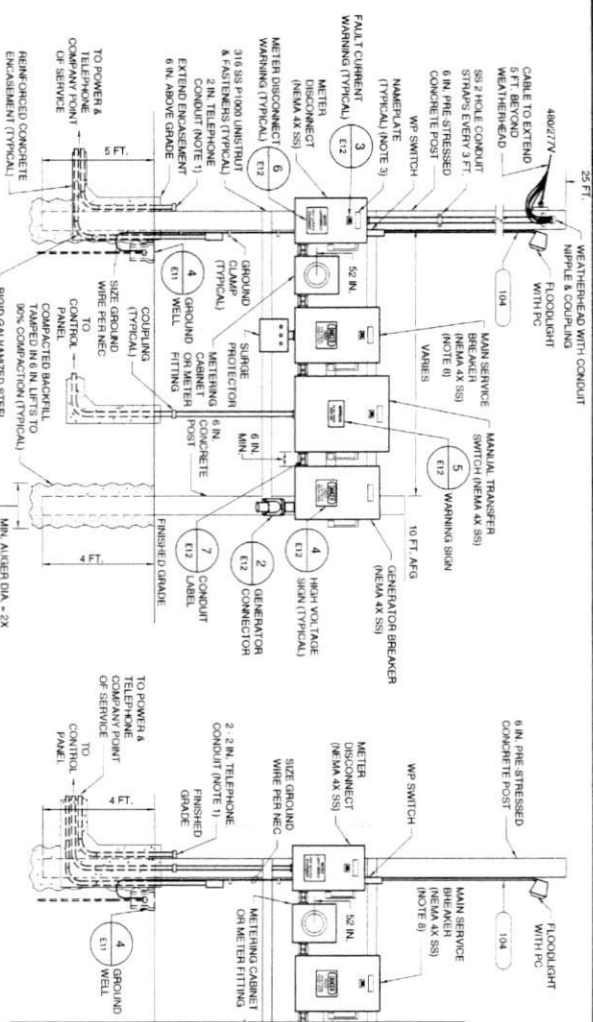 25 FT.
480/277V
CABLE TO EXTEND
5 FT. BEYOND
WEATHERHEAD
WEATHERHEAD WITH CONDUIT
NIPPLE & COUPLING
FLOODLIGHT
WITH PC
104
SS 2 HOLE CONDUIT
STRAPS EVERY 3 FT.
6 IN. PRE-STRESSED
CONCRETE POST
WP SWITCH
NAMEPLATE
(TYPICAL) (NOTE 3)
FAULT CURRENT
WARNING (TYPICAL)
3
E12
METER
DISCONNECT
(NEMA 4X SS)
METER DISCONNECT
WARNING (TYPICAL)
6
E12
316 SS P1000 UNISTRUT
& FASTENERS (TYPICAL)
2 IN. TELEPHONE
CONDUIT (NOTE 1)
EXTEND ENCASEMENT
6 IN. ABOVE GRADE
TO POWER &
TELEPHONE
COMPANY POINT
OF SERVICE
REINFORCED CONCRETE
ENCASEMENT (TYPICAL)
5 FT.
52 IN.
VARIES
MAIN SERVICE
BREAKER
(NEMA 4X SS)
(NOTE 8)
MANUAL TRANSFER
SWITCH (NEMA 4X SS)
5
E12
WARNING SIGN
10 FT. AFG
GENERATOR BREAKER
(NEMA 4X SS)
4
E12
HIGH VOLTAGE
SIGN (TYPICAL)
2
E12
GENERATOR
CONNECTOR
7
E12
CONDUIT
LABEL
6 IN.
MIN.
6 IN.
CONCRETE
POST
METERING
CABINET
OR METER
FITTING
SURGE
PROTECTOR
GROUND
CLAMP
(TYPICAL)
4
E11
GROUND
WELL
SIZE GROUND
WIRE PER NEC
COUPLING
(TYPICAL)
TO
CONTROL
PANEL
COMPACTED BACKFILL
TAMPED IN 6 IN. LIFTS TO
90% COMPACTION (TYPICAL)
RIGID GALVANIZED STEEL
FINISHED GRADE
4 FT.
MIN. AUGER DIA. = 2X
6 IN. PRE-STRESSED
CONCRETE POST
FLOODLIGHT
WITH PC
104
WP SWITCH
METER
DISCONNECT
(NEMA 4X SS)
MAIN SERVICE
BREAKER
(NEMA 4X SS)
(NOTE 8)
52 IN.
SIZE GROUND
WIRE PER NEC
METERING CABINET
OR METER FITTING
2 - 2 IN. TELEPHONE
CONDUIT (NOTE 1)
FINISHED
GRADE
TO POWER &
TELEPHONE
COMPANY POINT
OF SERVICE
TO
CONTROL
PANEL
4 FT.
4
E11
GROUND
WELL